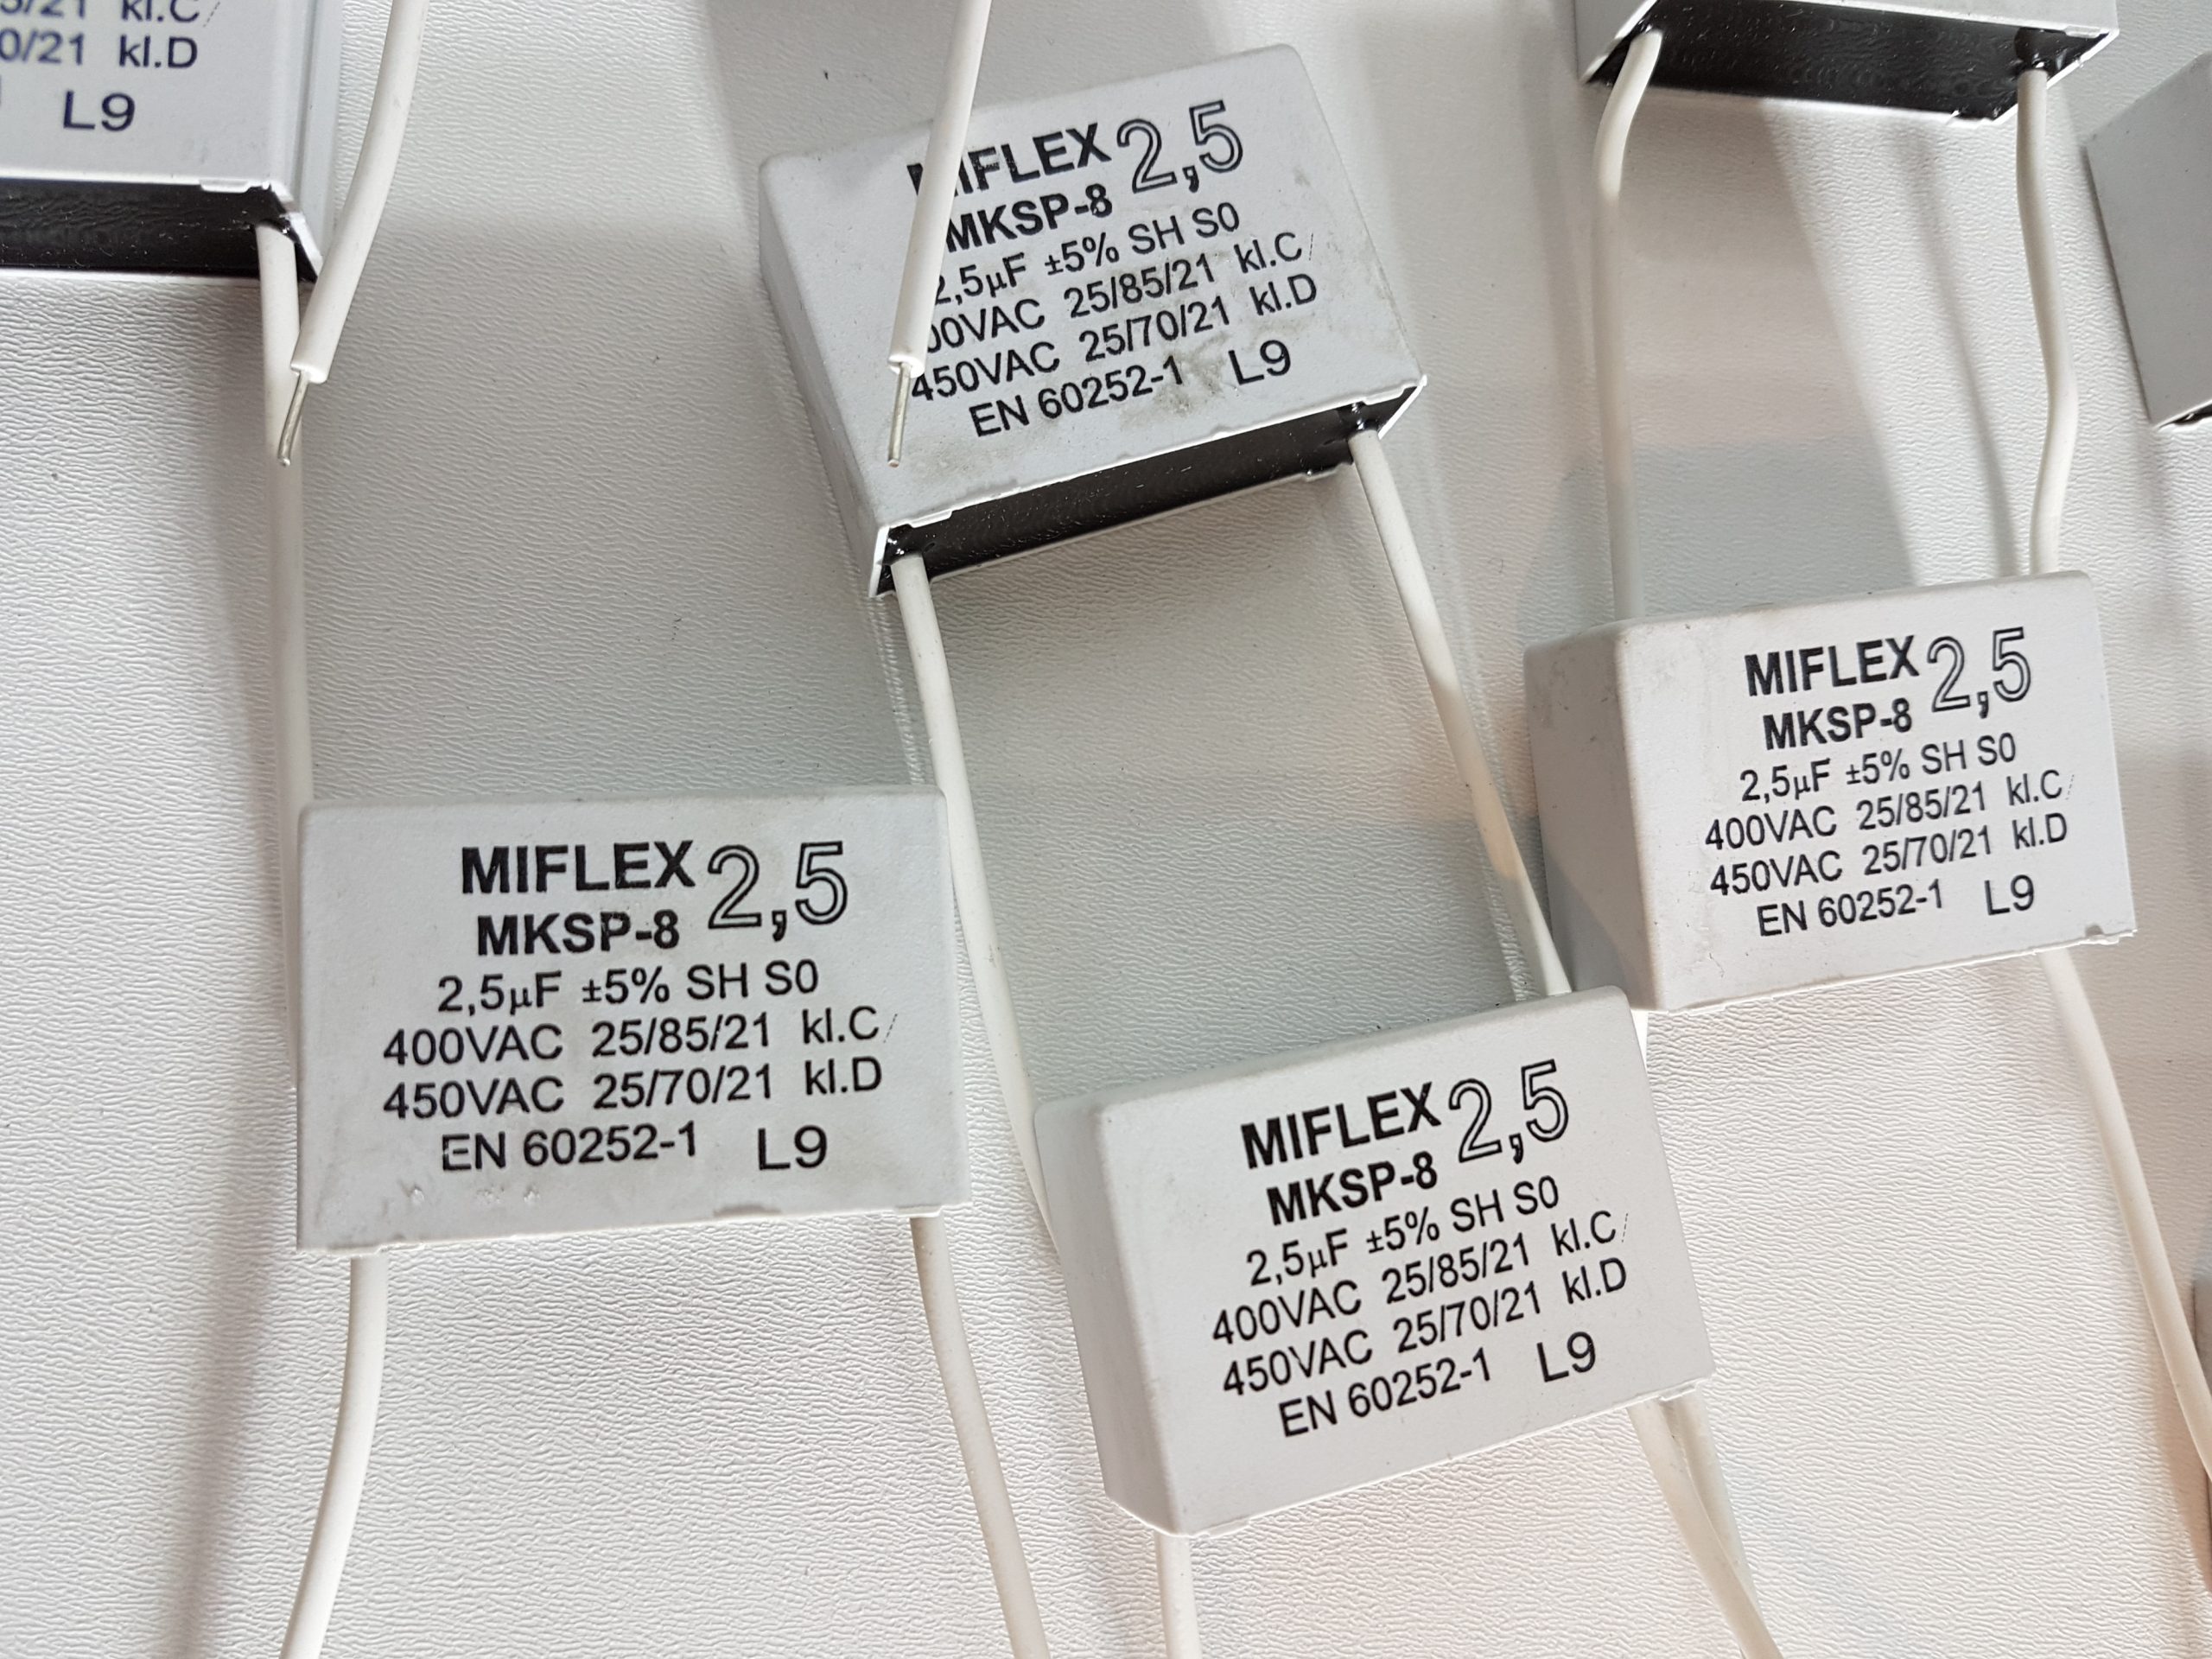 kl.C
0/21 kl.D
L9
MIFLEX 2,5
MKSP-8
2,5µF ±5% SH S0
00VAC 25/85/21 kl.C
450VAC 25/70/21 kl.D
EN 60252-1 L9
MIFLEX 2,5
MKSP-8
2,5µF ±5% SH S0
400VAC 25/85/21 kl.C
450VAC 25/70/21 kl.D
EN 60252-1 L9
MIFLEX 2,5
MKSP-8
2,5µF ±5% SH S0
400VAC 25/85/21 kl.C
450VAC 25/70/21 kl.D
EN 60252-1 L9
MIFLEX 2,5
MKSP-8
2,5µF ±5% SH S0
400VAC 25/85/21 kl.C
450VAC 25/70/21 kl.D
EN 60252-1 L9